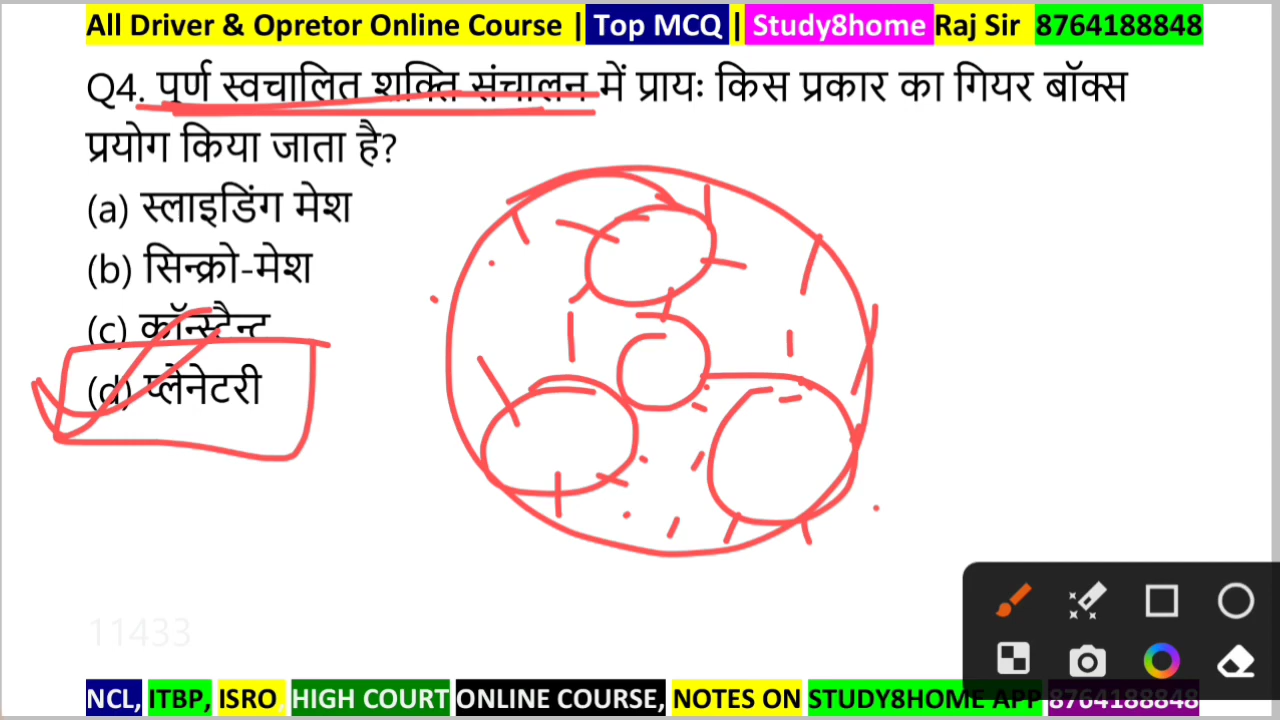 All Driver & Opretor Online Course | Top MCQ | Study8home Raj Sir 8764188848
Q4. पूर्ण स्वचालित शक्ति संचालन में प्रायः किस प्रकार का गियर बॉक्स
प्रयोग किया जाता है?
(a) स्लाइडिंग मेश
(b) सिन्क्रो-मेश
(c) कॉन्स्टैन्ट
(d) प्लेनेटरी
11433
NCL, ITBP, ISRO, HIGH COURT ONLINE COURSE, NOTES ON STUDY8HOME APP 8764188848